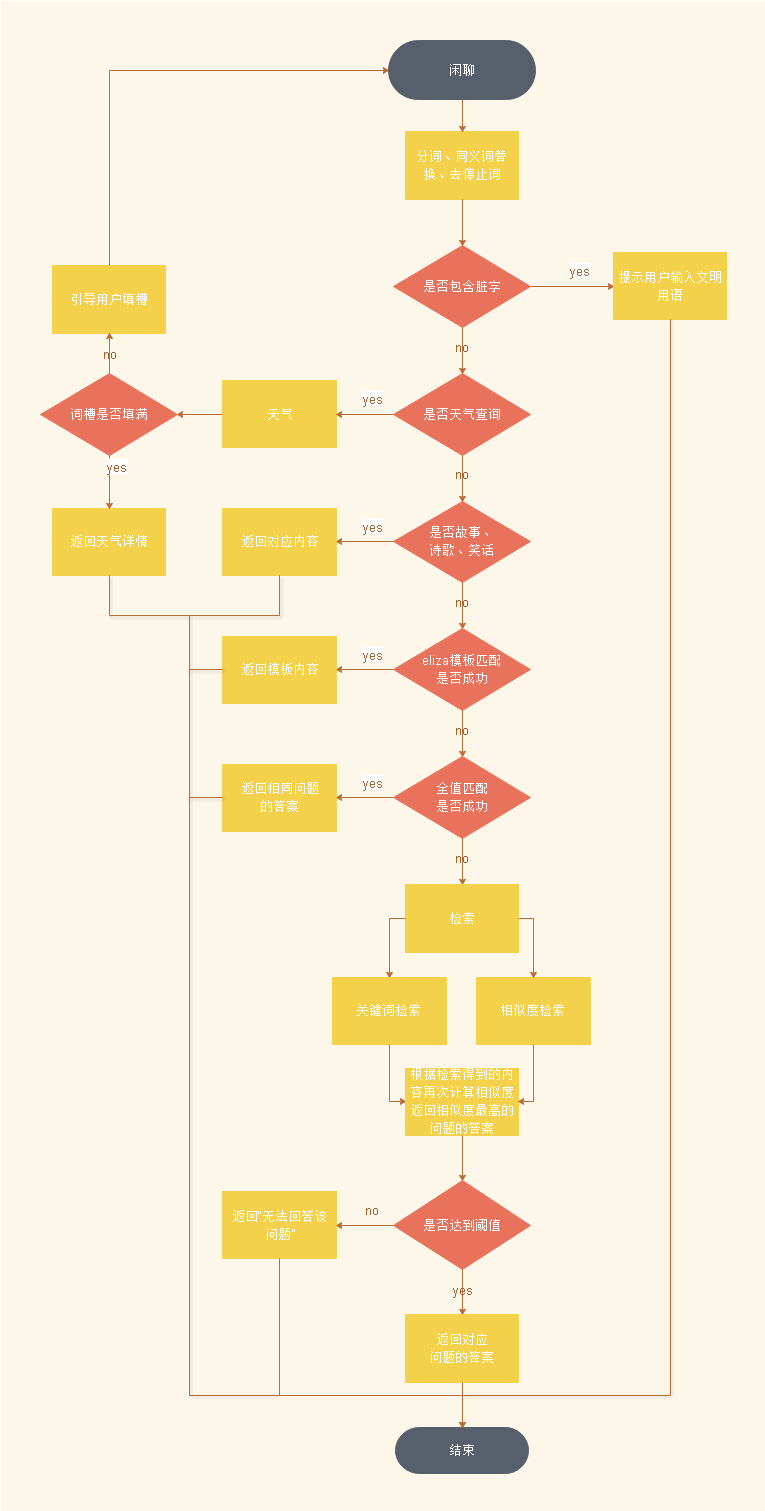 闲聊
分词、同义词替
换、去停止词
是否包含脏字
yes
提示用户输入文明
用语
引导用户填槽
no
no
词槽是否填满
天气
yes
是否天气查询
yes
no
返回天气详情
返回对应内容
yes
是否故事、
诗歌、笑话
no
返回模板内容
yes
eliza模板匹配
是否成功
no
返回相同问题
的答案
yes
全值匹配
是否成功
no
检索
关键词检索
相似度检索
根据检索得到的内
容再次计算相似度
返回相似度最高的
问题的答案
返回"无法回答该
问题"
no
是否达到阈值
yes
返回对应
问题的答案
结束